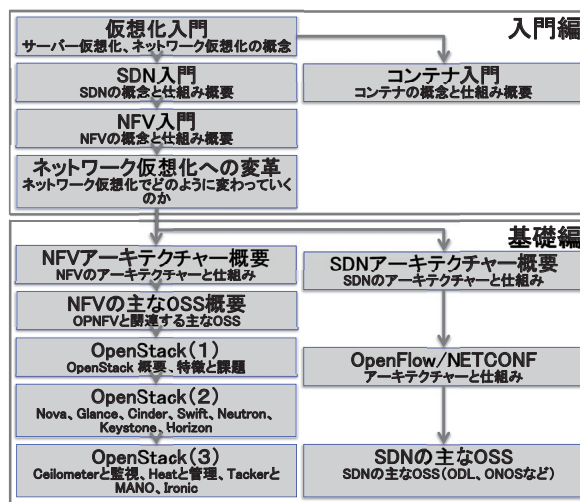 入門編
仮想化入門
サーバー仮想化、ネットワーク仮想化の概念
SDN入門
SDNの概念と仕組み概要
コンテナ入門
コンテナの概念と仕組み概要
NFV入門
NFVの概念と仕組み概要
ネットワーク仮想化への変革
ネットワーク仮想化でどのように変わっていく
のか
基礎編
NFVアーキテクチャー概要
NFVのアーキテクチャーと仕組み
SDNアーキテクチャー概要
SDNのアーキテクチャーと仕組み
NFVの主なOSS概要
OPNFVと関連する主なOSS
OpenStack(1)
OpenStack 概要、特徴と課題
OpenFlow/NETCONF
アーキテクチャーと仕組み
OpenStack(2)
Nova、Glance、Cinder、Swift、Neutron、
Keystone、Horizon
OpenStack(3)
Ceilometerと監視、Heatと管理、Tackerと
MANO、Ironic
SDNの主なOSS
SDNの主なOSS(ODL、ONOSなど)